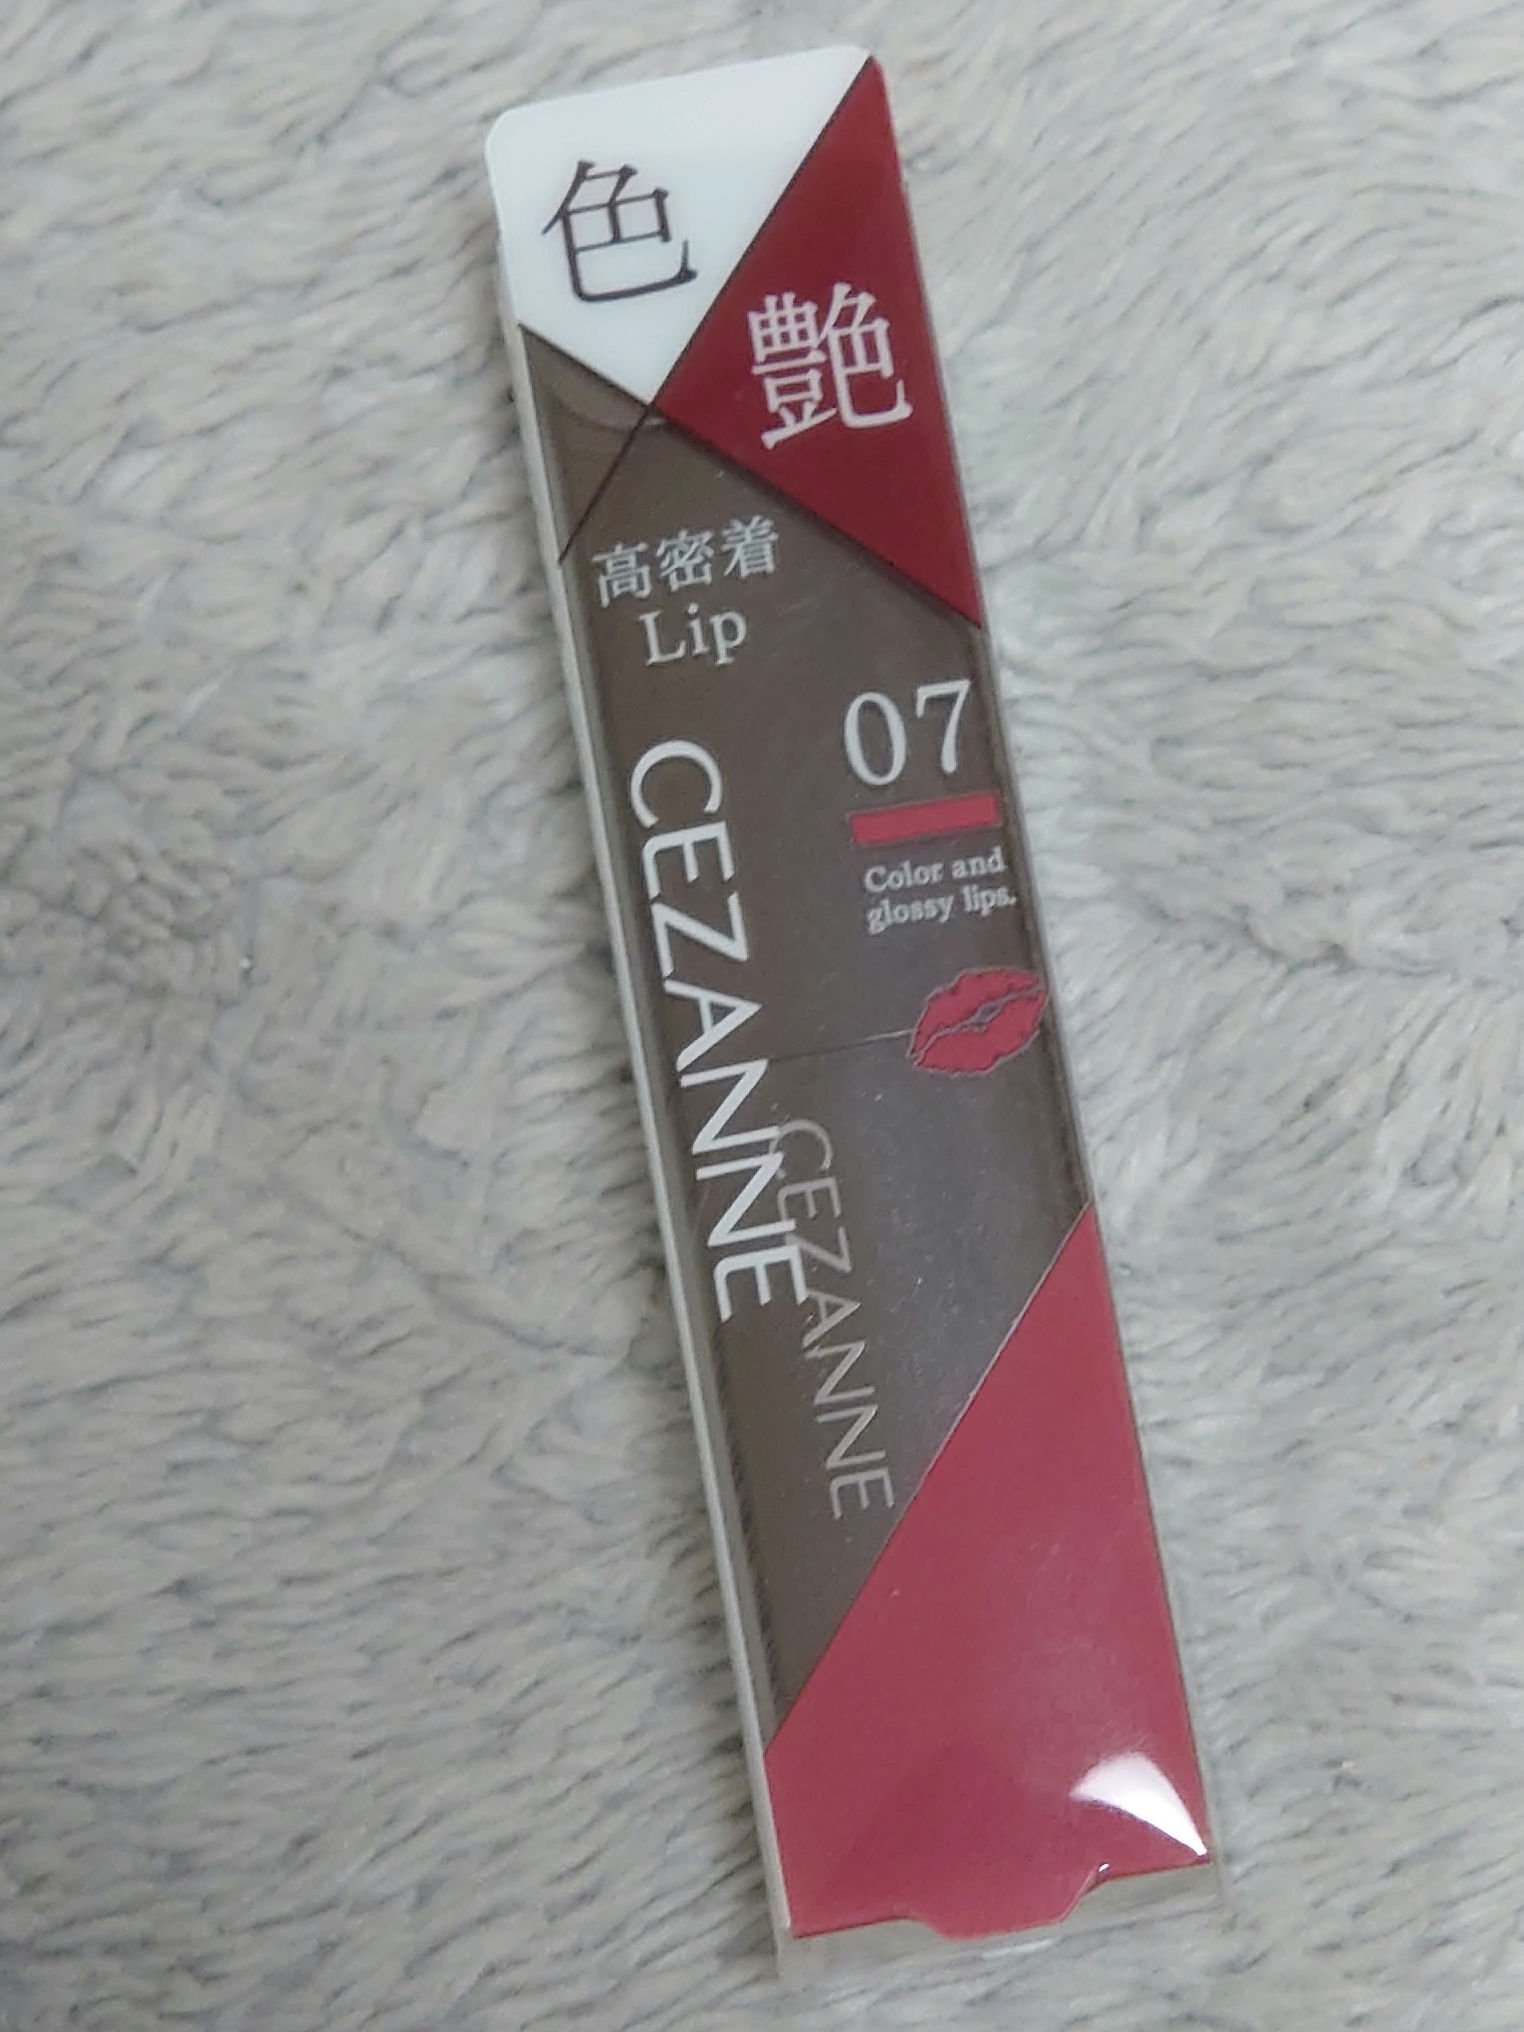 色
艶
高密着
Lip
07
Color and
glossy lips.
CEZANNE
CEZANNE